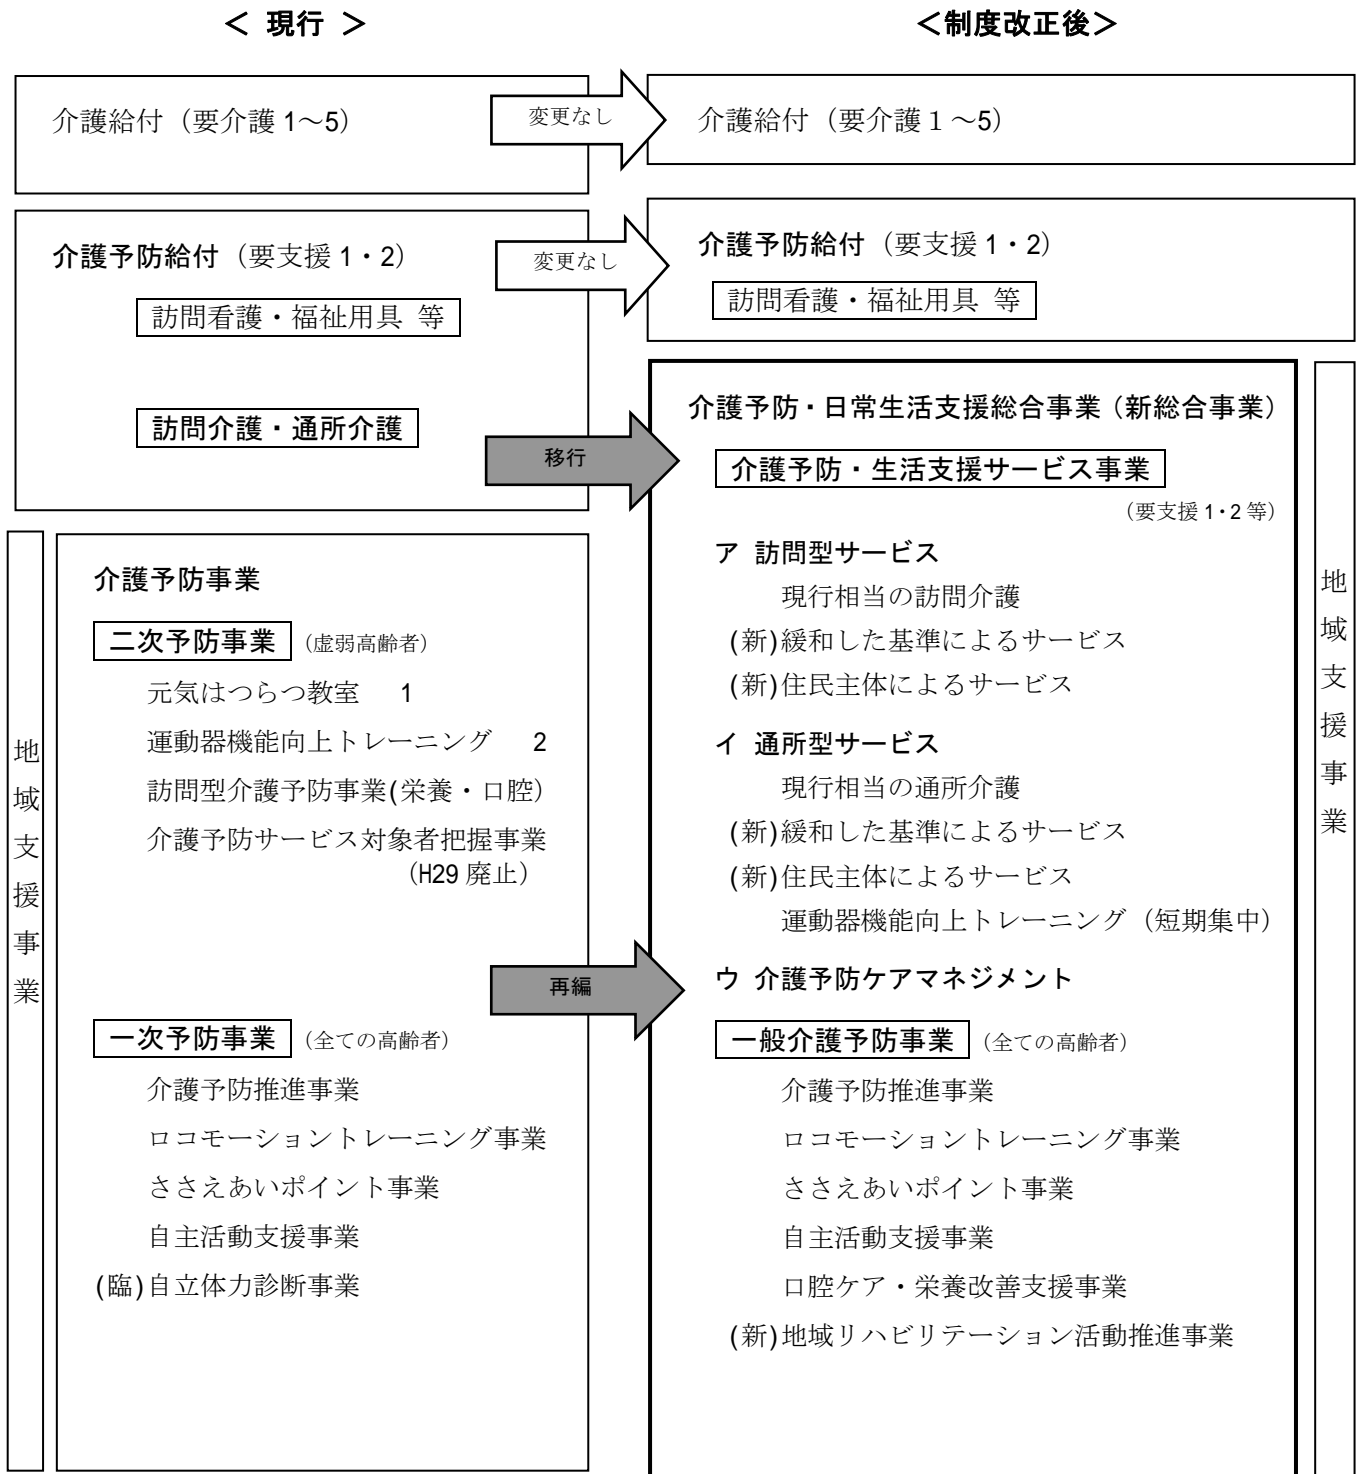 ＜ 現行 ＞
介護給付（要介護 1～5）
変更なし
介護予防給付（要支援 1・2）
変更なし
訪問看護・福祉用具 等
訪問介護・通所介護
移行
地域支援事業
介護予防事業
二次予防事業（虚弱高齢者）
元気はつらつ教室　1
運動器機能向上トレーニング　2
訪問型介護予防事業(栄養・口腔）
介護予防サービス対象者把握事業
（H29 廃止）
再編
一次予防事業（全ての高齢者）
介護予防推進事業
ロコモーショントレーニング事業
ささえあいポイント事業
自主活動支援事業
(臨)自立体力診断事業
＜制度改正後＞
介護給付（要介護１～5）
介護予防給付（要支援 1・2）
訪問看護・福祉用具 等
介護予防・日常生活支援総合事業（新総合事業）
介護予防・生活支援サービス事業
（要支援 1・2 等）
ア 訪問型サービス
現行相当の訪問介護
(新)緩和した基準によるサービス
(新)住民主体によるサービス
イ 通所型サービス
現行相当の通所介護
(新)緩和した基準によるサービス
(新)住民主体によるサービス
運動器機能向上トレーニング（短期集中）
ウ 介護予防ケアマネジメント
一般介護予防事業（全ての高齢者）
介護予防推進事業
ロコモーショントレーニング事業
ささえあいポイント事業
自主活動支援事業
口腔ケア・栄養改善支援事業
(新)地域リハビリテーション活動推進事業
地域支援事業